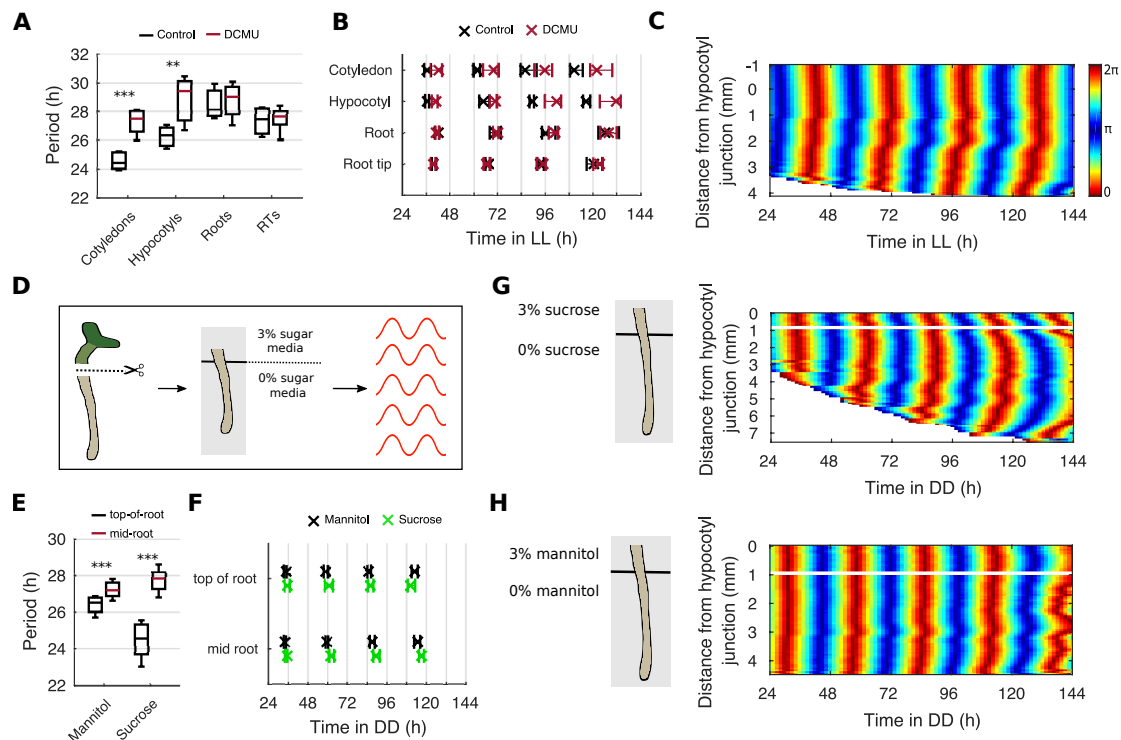 A
Control
DCMU
Period (h)
32
30
28
26
24
22
***
**
Cotyledons
Hypocotyls
Roots
RTs
B
Control
DCMU
Cotyledon
Hypocotyl
Root
Root tip
24 48 72 96 120 144
Time in LL (h)
C
Distance from hypocotyl
junction (mm)
-1
0
1
2
3
4
24 48 72 96 120 144
Time in LL (h)
2π
π
0
D
3% sugar
media
0% sugar
media
E
top-of-root
mid-root
Period (h)
28
26
24
22
***
***
Mannitol
Sucrose
F
Mannitol
Sucrose
top of root
mid root
24 48 72 96 120 144
Time in DD (h)
G
3% sucrose
0% sucrose
Distance from hypocotyl
junction (mm)
0
1
2
3
4
5
6
7
24 48 72 96 120 144
Time in DD (h)
H
3% mannitol
0% mannitol
Distance from hypocotyl
junction (mm)
0
1
2
3
4
24 48 72 96 120 144
Time in DD (h)